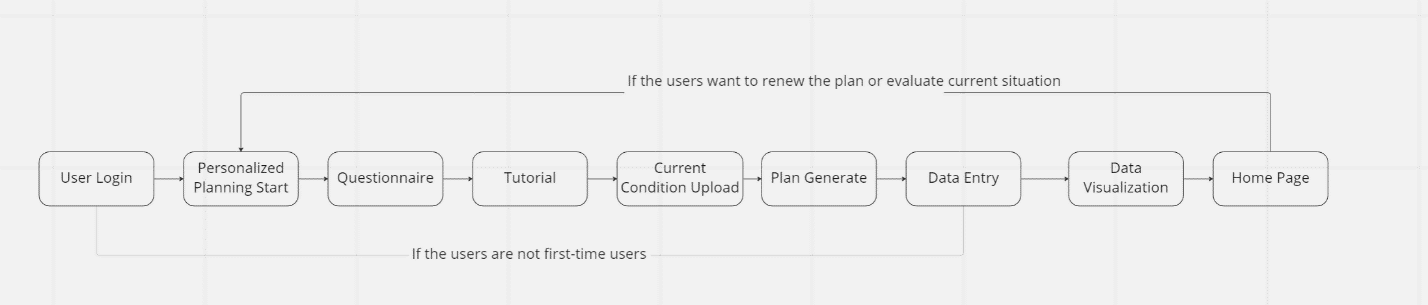 If the users want to renew the plan or evaluate current situation
User Login
Personalized
Planning Start
Questionnaire
Tutorial
Current
Condition Upload
Plan Generate
Data Entry
Data
Visualization
Home Page
If the users are not first-time users